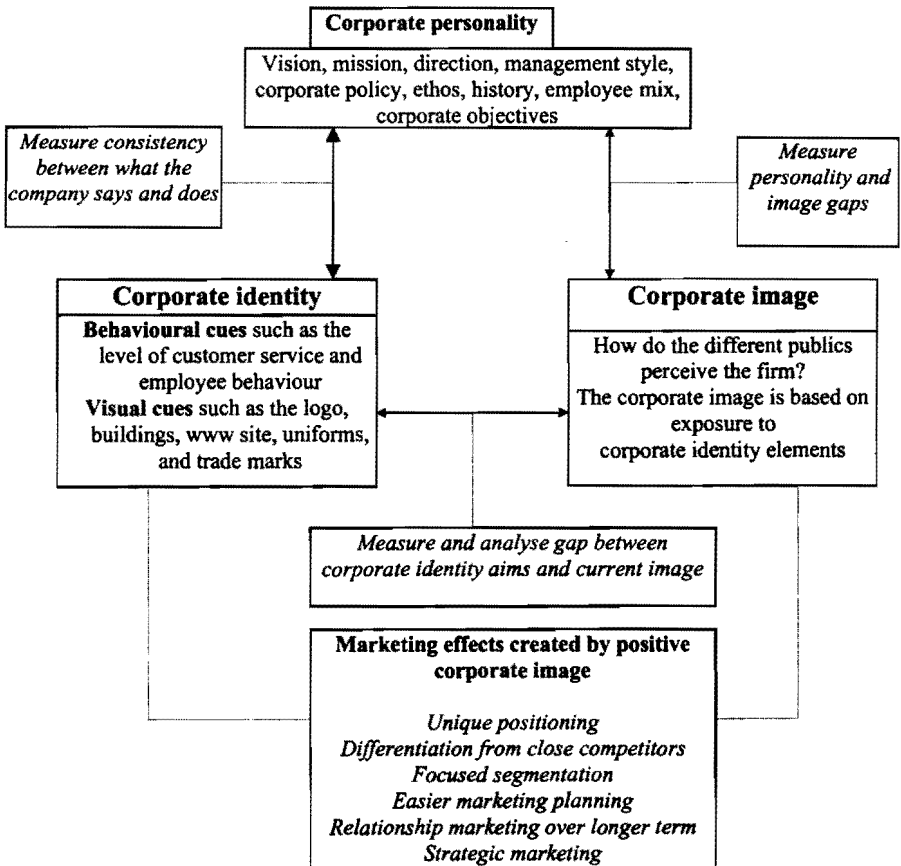 Corporate personality
Vision, mission, direction, management style,
corporate policy, ethos, history, employee mix,
corporate objectives
Measure consistency
between what the
company says and does
Measure
personality and
image gaps
Corporate identity
Behavioural cues such as the
level of customer service and
employee behaviour
Visual cues such as the logo,
buildings, www site, uniforms,
and trade marks
Corporate image
How do the different publics
perceive the firm?
The corporate image is based on
exposure to
corporate identity elements
Measure and analyse gap between
corporate identity aims and current image
Marketing effects created by positive
corporate image
Unique positioning
Differentiation from close competitors
Focused segmentation
Easier marketing planning
Relationship marketing over longer term
Strategic marketing